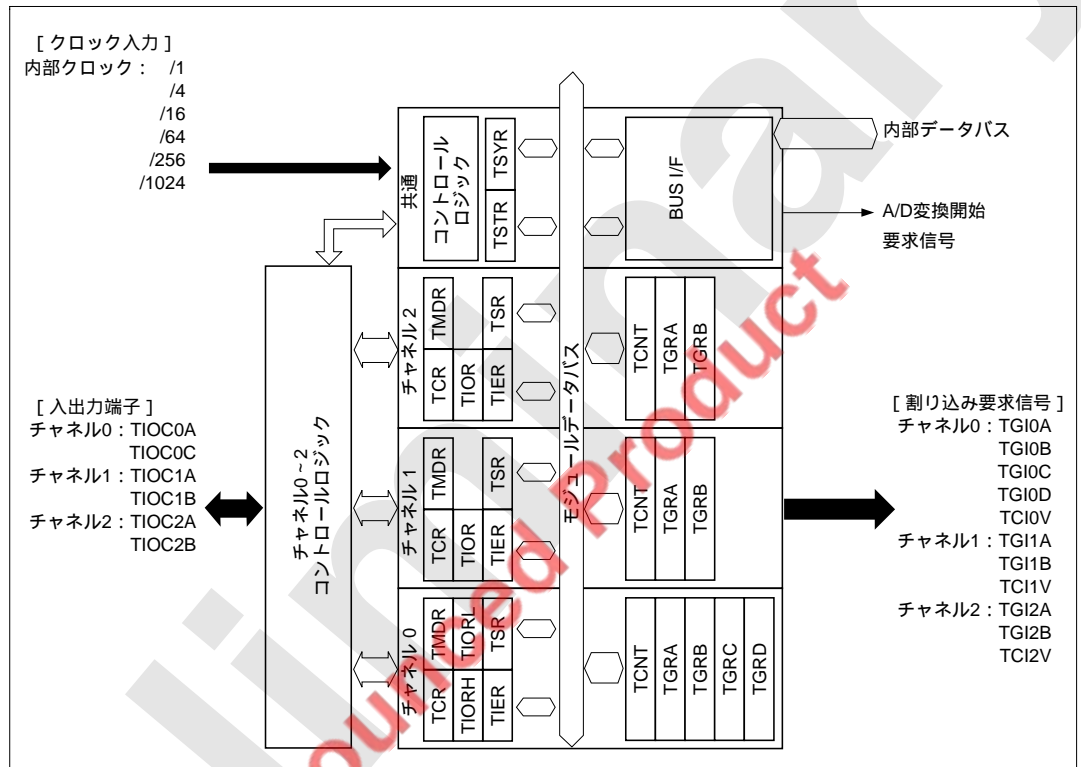 [ クロック入力 ]
内部クロック： /1
/4
/16
/64
/256
/1024
共通
コントロール
ロジック
TSTR
TSYR
BUS I/F
内部データバス
A/D変換開始
要求信号
チャネル0~2
コントロールロジック
モジュールデータバス
チャネル 2
TCR
TMDR
TIOR
TIER
TSR
TCNT
TGRA
TGRB
[ 入出力端子 ]
チャネル0：TIOC0A
TIOC0C
チャネル1：TIOC1A
TIOC1B
チャネル2：TIOC2A
TIOC2B
チャネル 1
TCR
TMDR
TIOR
TIER
TSR
TCNT
TGRA
TGRB
チャネル 0
TCR
TMDR
TIORH
TIORL
TIER
TSR
TCNT
TGRA
TGRB
TGRC
TGRD
[ 割り込み要求信号 ]
チャネル0：TGI0A
TGI0B
TGI0C
TGI0D
TCI0V
チャネル1：TGI1A
TGI1B
TCI1V
チャネル2：TGI2A
TGI2B
TCI2V
Product